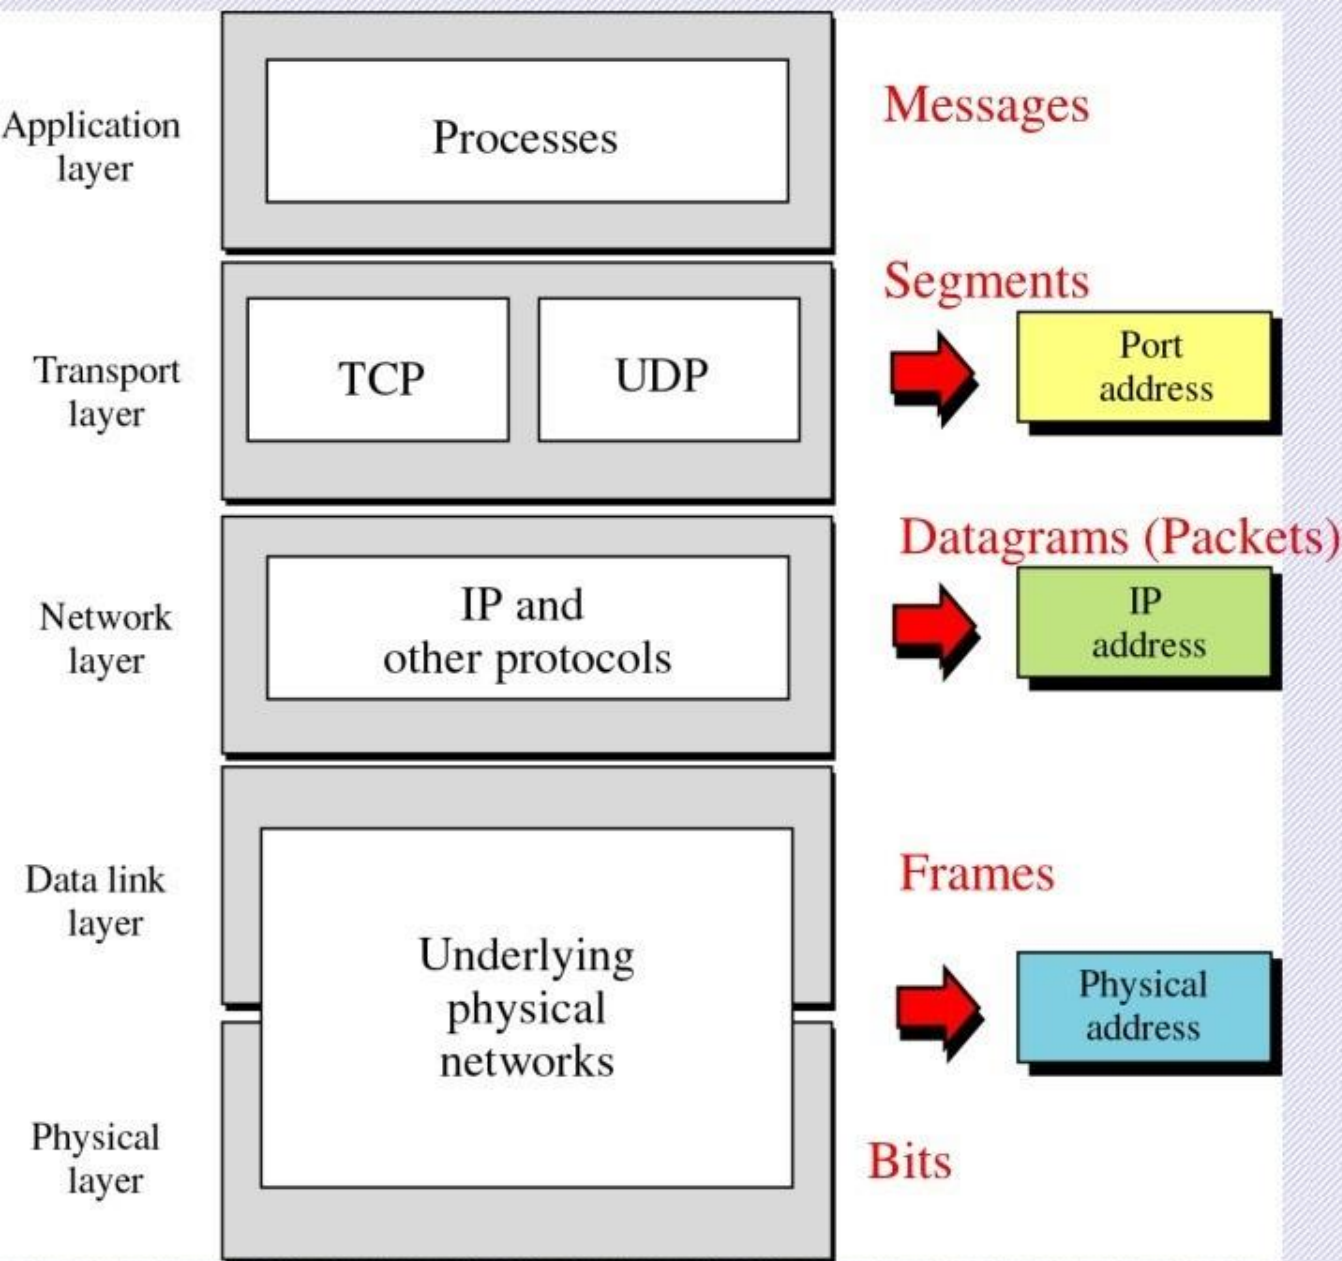 Application
layer
Processes
Messages
Transport
layer
TCP
UDP
Segments
Port
address
Network
layer
IP and
other protocols
Datagrams (Packets)
IP
address
Data link
layer
Underlying
physical
networks
Frames
Physical
address
Physical
layer
Bits